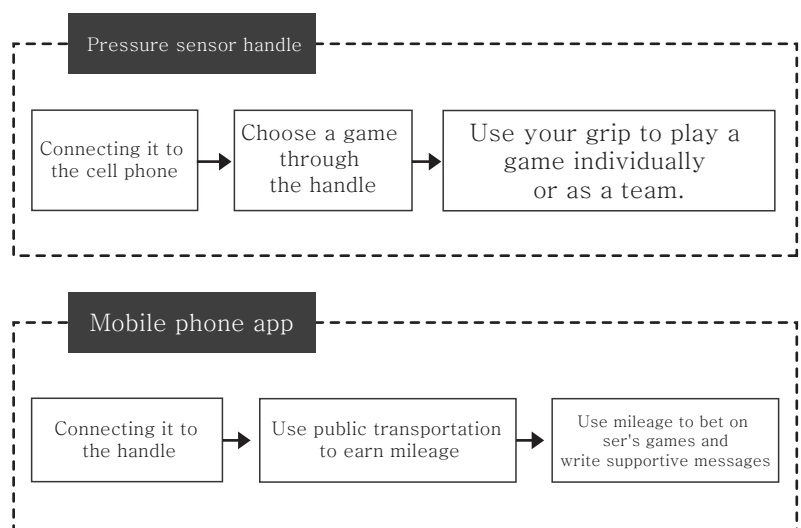 Pressure sensor handle
Connecting it to
the cell phone
Choose a game
through
the handle
Use your grip to play a
game individually
or as a team.
Mobile phone app
Connecting it to
the handle
Use public transportation
to earn mileage
Use mileage to bet on
ser's games and
write supportive messages